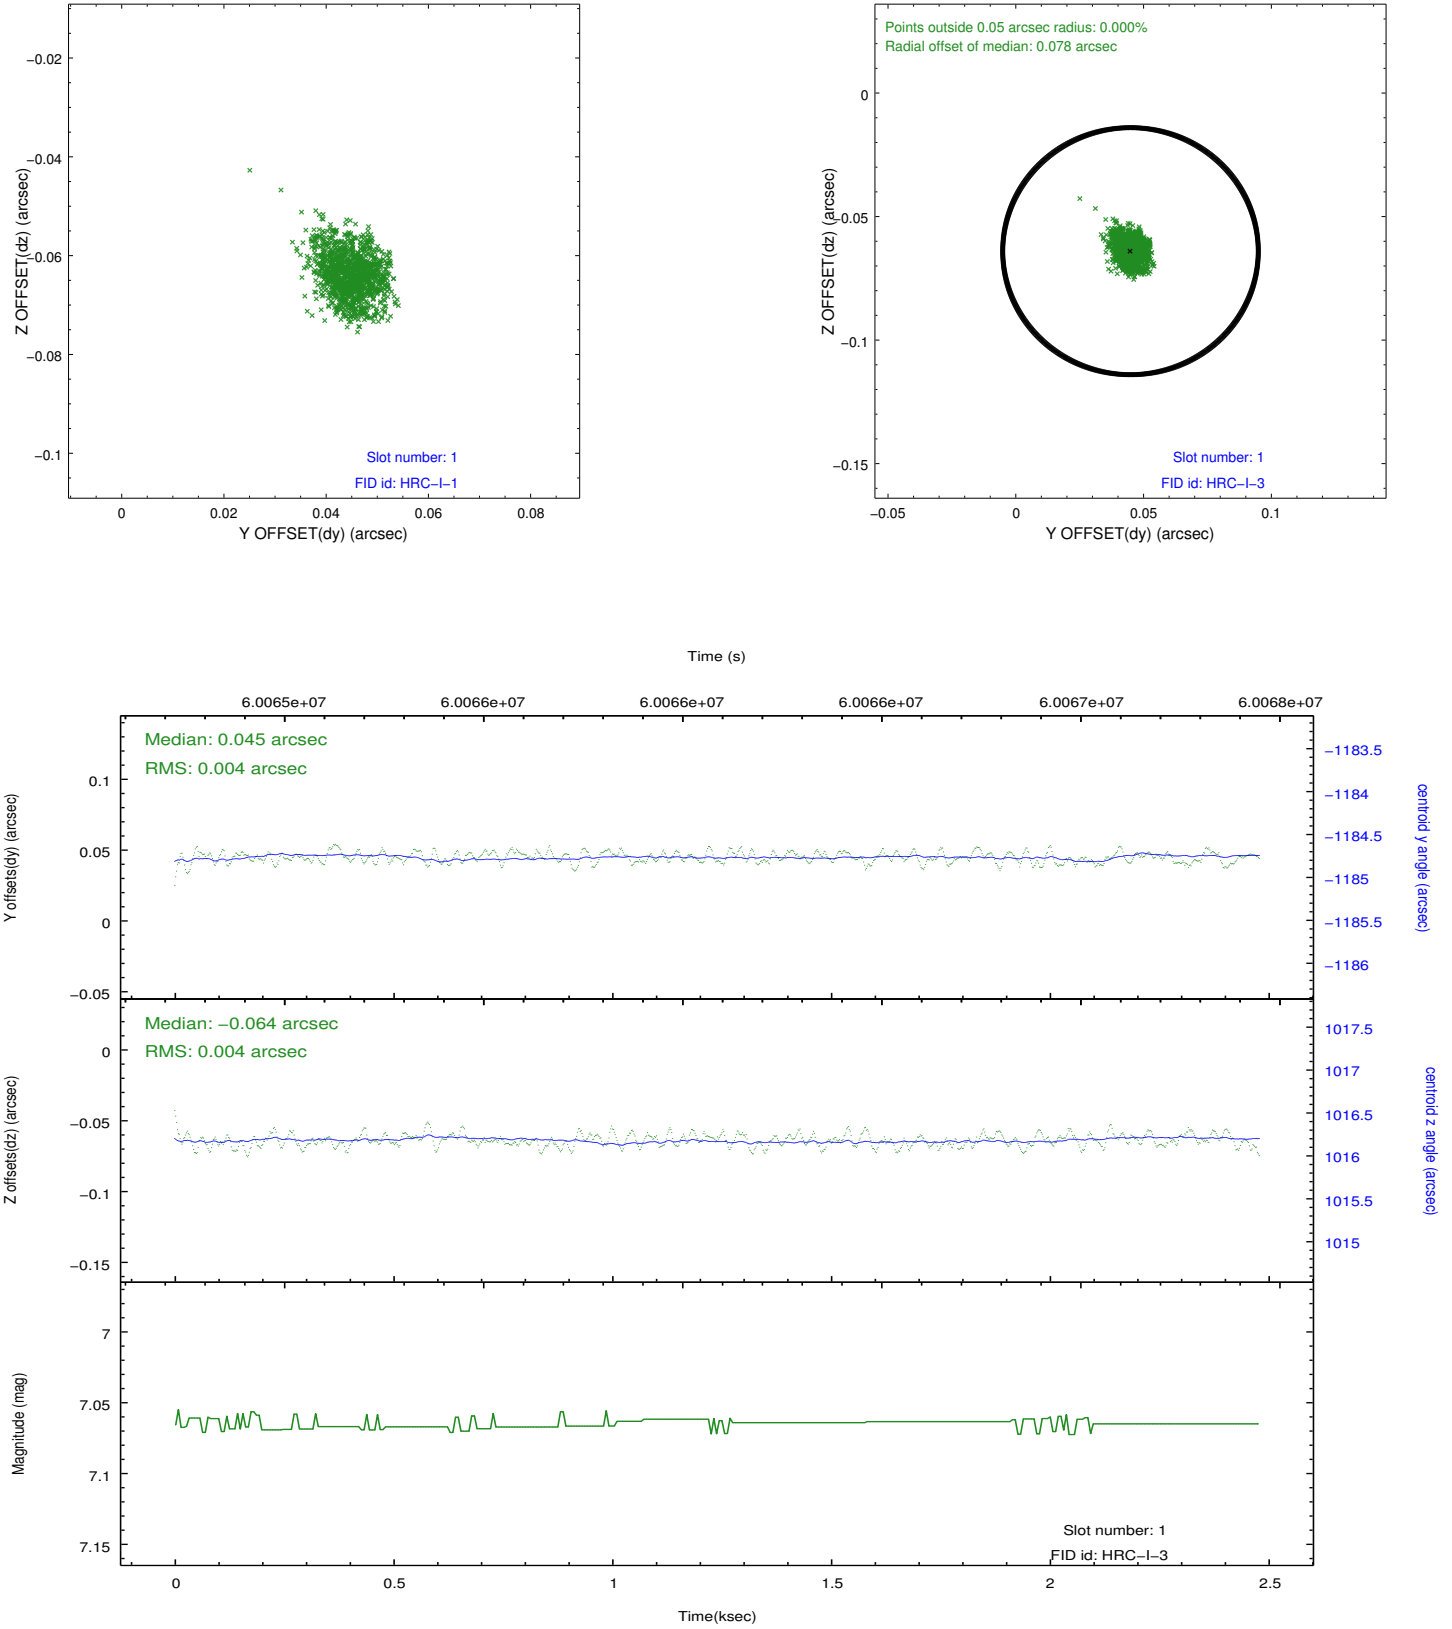 −0.02
−0.04
−0.06
−0.08
−0.1
Z OFFSET(dz) (arcsec)
Slot number: 1
FID id: HRC−I−1
0
0.02
0.04
0.06
0.08
Y OFFSET(dy) (arcsec)
Points outside 0.05 arcsec radius: 0.000%
Radial offset of median: 0.078 arcsec
0
−0.05
−0.1
−0.15
Z OFFSET(dz) (arcsec)
Slot number: 1
FID id: HRC−I−3
−0.05
0
0.05
0.1
Y OFFSET(dy) (arcsec)
Time (s)
6.0065e+07
6.0066e+07
6.0066e+07
6.0066e+07
6.0067e+07
6.0068e+07
Median: 0.045 arcsec
RMS: 0.004 arcsec
0.1
0.05
0
−0.05
Y offsets(dy) (arcsec)
−1183.5
−1184
−1184.5
−1185
−1185.5
−1186
centroid y angle (arcsec)
Median: −0.064 arcsec
RMS: 0.004 arcsec
0
−0.05
−0.1
−0.15
Z offsets(dz) (arcsec)
1017.5
1017
1016.5
1016
1015.5
1015
centroid z angle (arcsec)
7
7.05
7.1
7.15
Magnitude (mag)
Slot number: 1
FID id: HRC−I−3
0
0.5
1
1.5
2
2.5
Time(ksec)